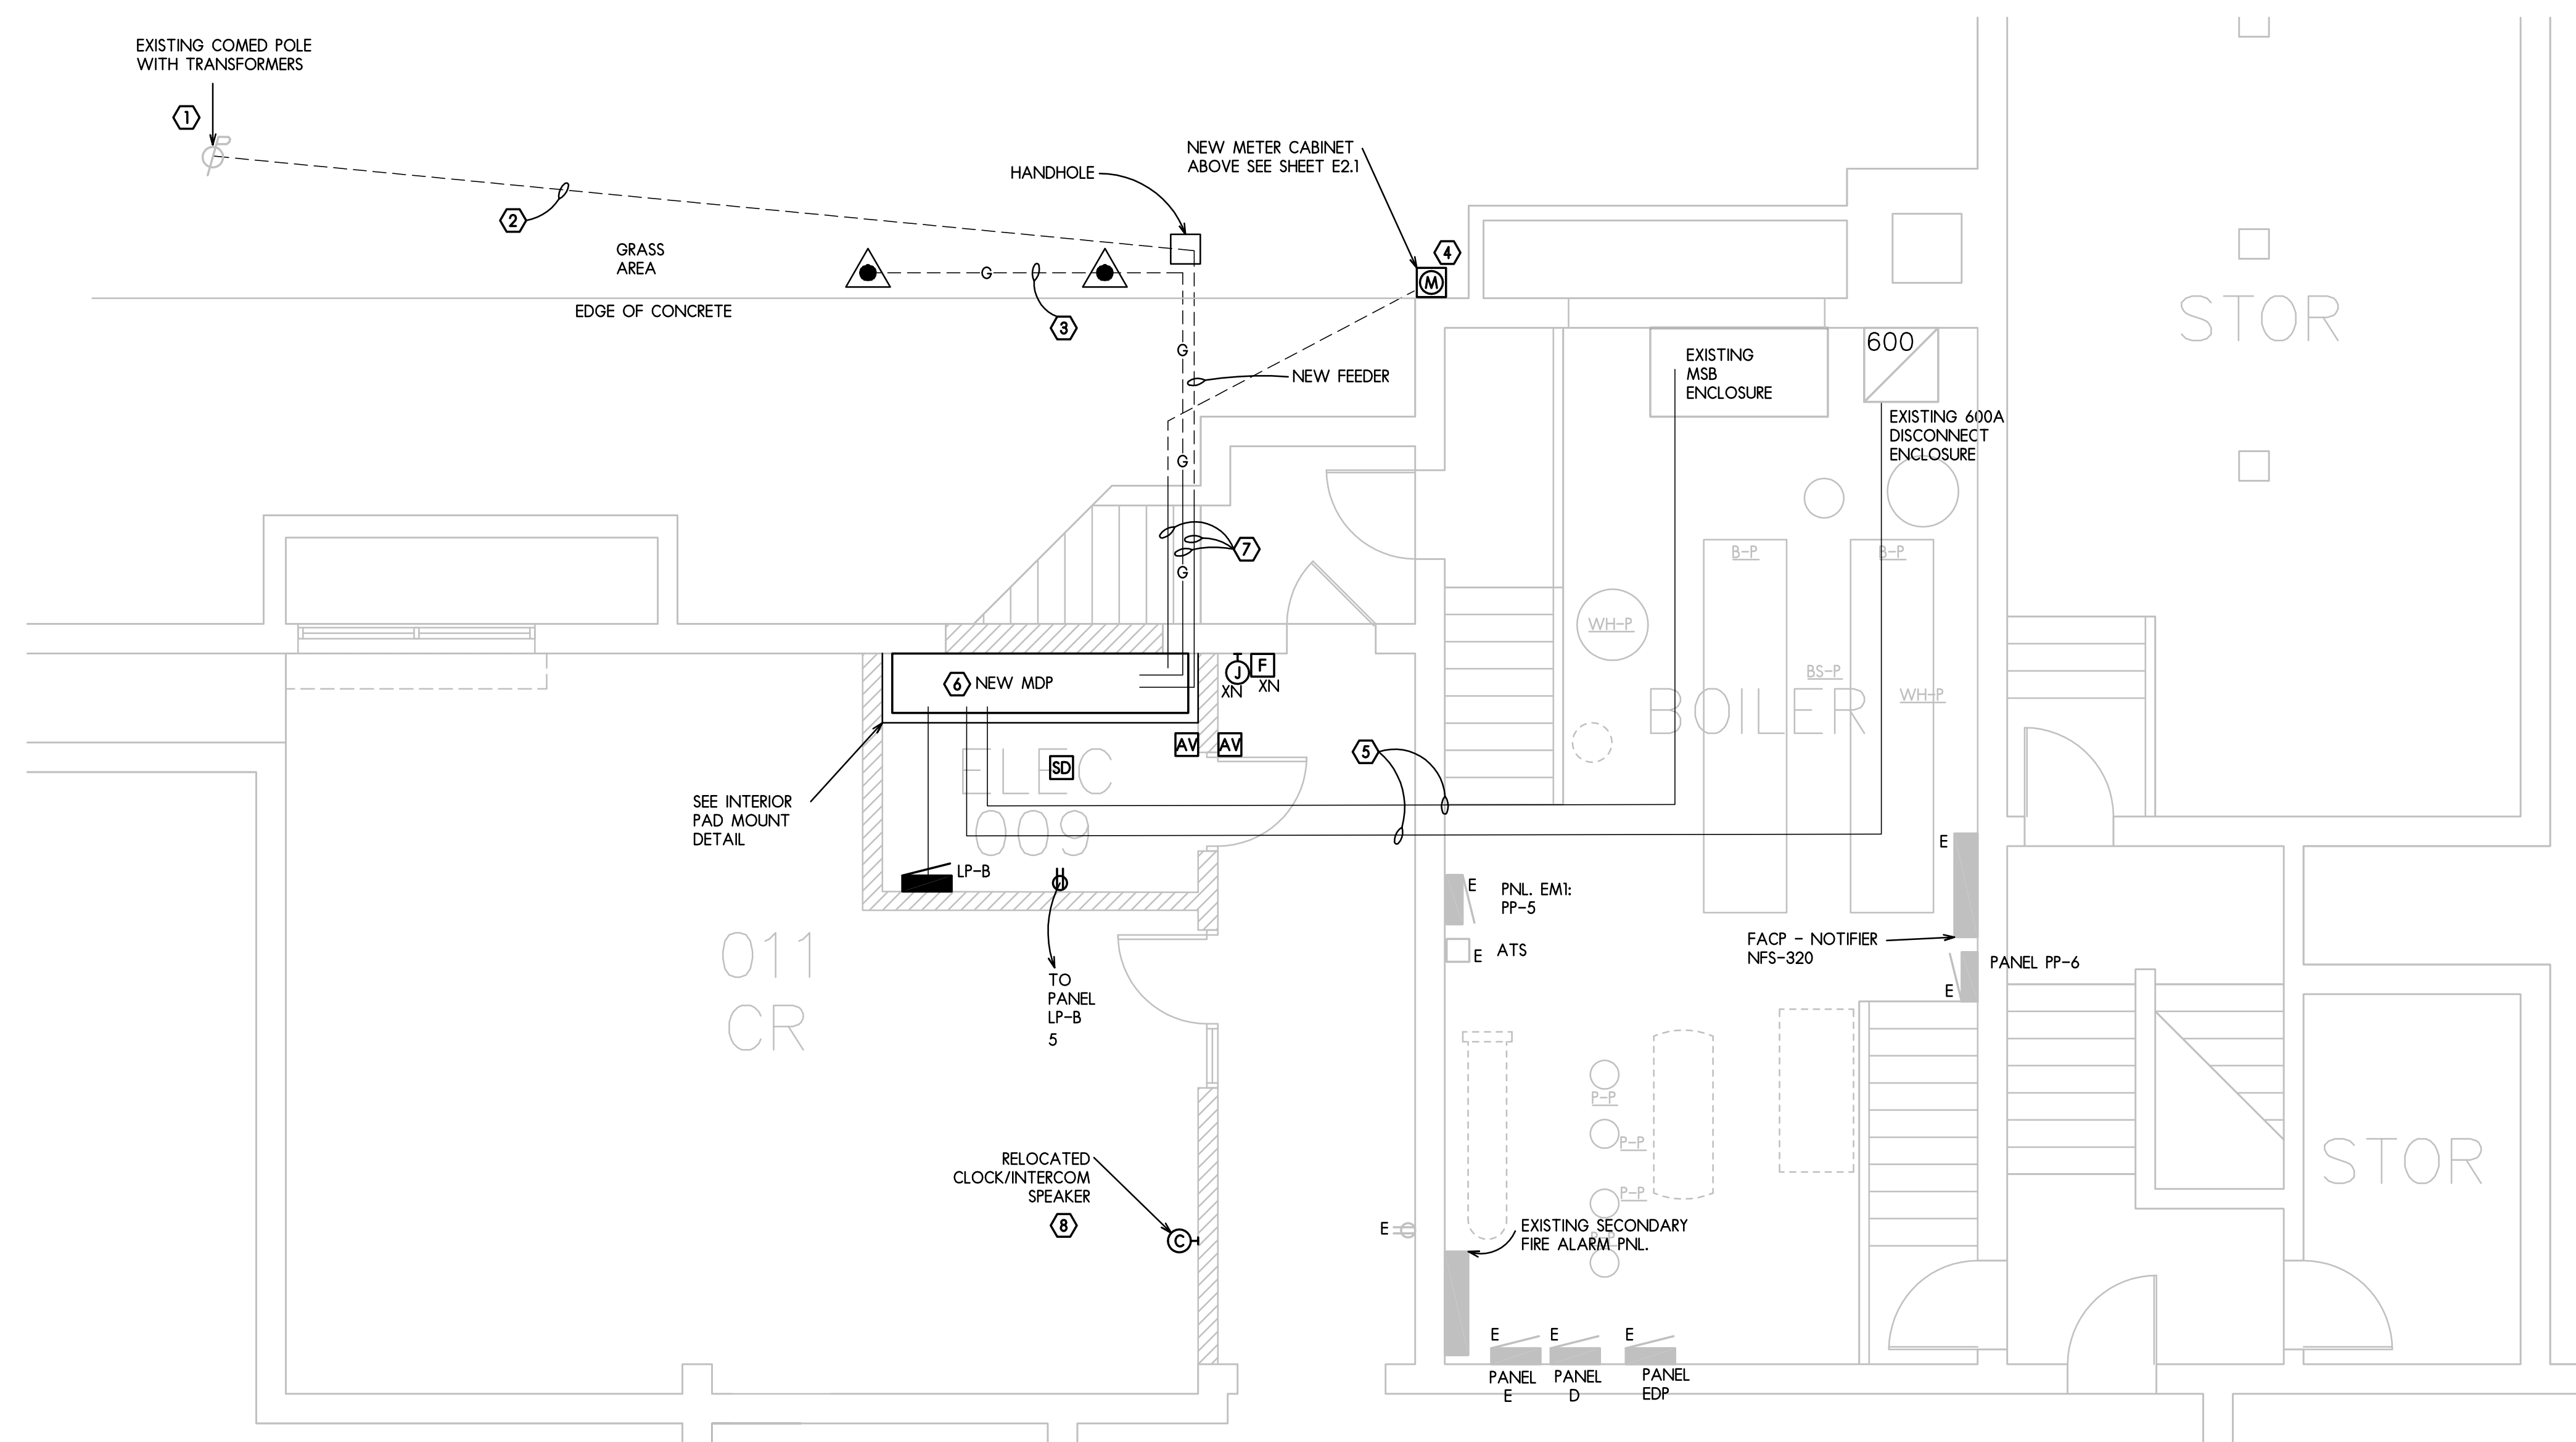 EXISTING COMED POLE
WITH TRANSFORMERS
1
2
GRASS
AREA
EDGE OF CONCRETE
HANDHOLE
G
3
NEW METER CABINET
ABOVE SEE SHEET E2.1
4
M
G
NEW FEEDER
G
7
G
EXISTING
MSB
ENCLOSURE
600
EXISTING 600A
DISCONNECT
ENCLOSURE
STOR
B-P
B-P
WH-P
BS-P
WH-P
BOILER
6 NEW MDP
J
F
XN
XN
AV
AV
SD
ELEC
009
5
SEE INTERIOR
PAD MOUNT
DETAIL
LP-B
TO
PANEL
LP-B
5
011
CR
E
PNL. EM1:
PP-5
E
ATS
E
FACP - NOTIFIER
NFS-320
PANEL PP-6
E
P-P
P-P
P-P
P-P
STOR
RELOCATED
CLOCK/INTERCOM
SPEAKER
8
C
E
EXISTING SECONDARY
FIRE ALARM PNL.
E
E
E
PANEL
E
PANEL
D
PANEL
EDP